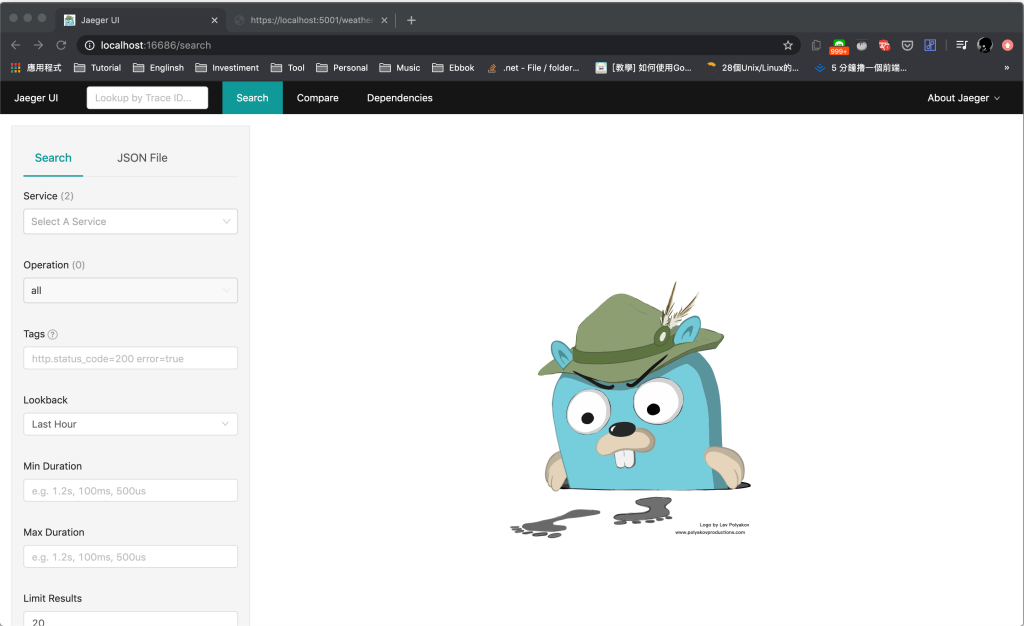 Jaeger UI
https://localhost:5001/weather
localhost:16686/search
999+
應用程式
Tutorial
Englinsh
Investiment
Tool
Personal
Music
Ebbok
.net - File / folder...
[教學] 如何使用Go...
28個Unix/Linux的...
5 分鐘擼一個前端...
»
Jaeger UI
Lookup by Trace ID...
Search
Compare
Dependencies
About Jaeger
Search
JSON File
Service (2)
Select A Service
Operation (0)
all
Tags ?
http.status_code=200 error=true
Lookback
Last Hour
Min Duration
e.g. 1.2s, 100ms, 500us
Max Duration
e.g. 1.2s, 100ms, 500us
Limit Results
20
Logo by Lev Polyakov
www.polyakovproductions.com